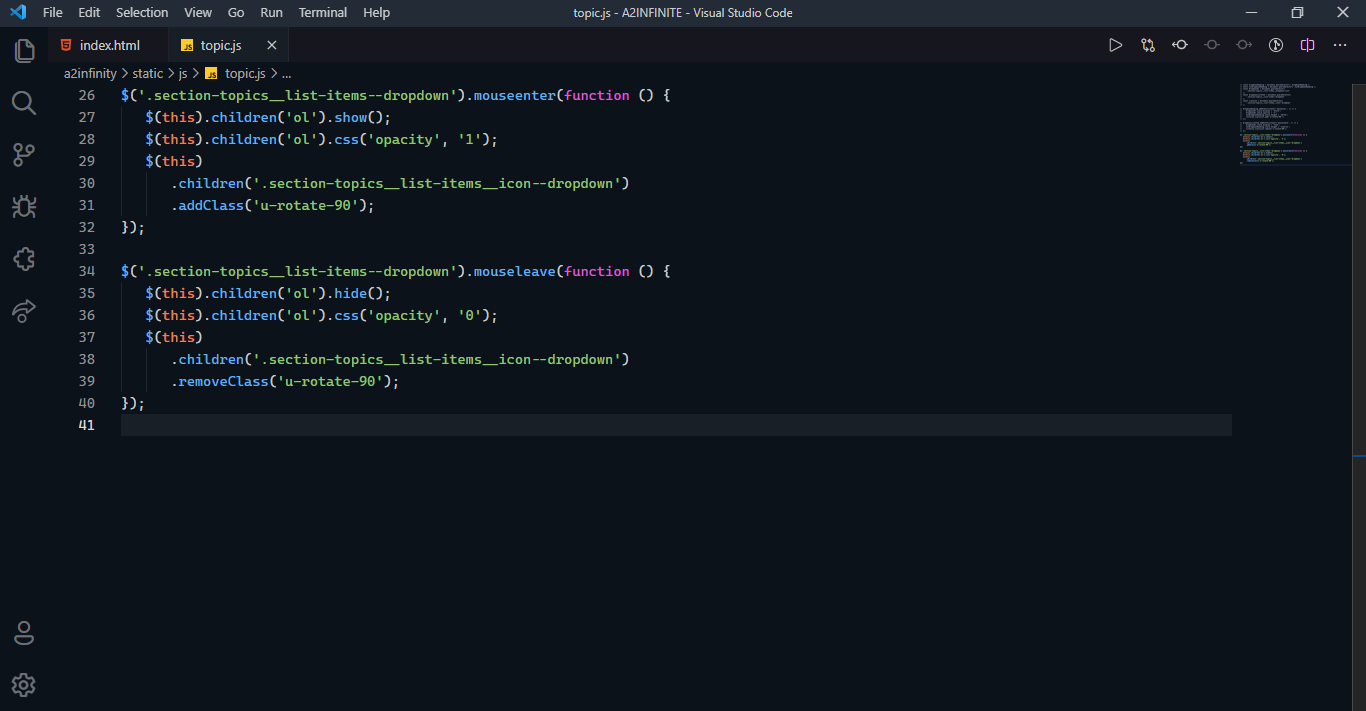 File Edit Selection View Go Run Terminal Help topic.js - A2INFINITE - Visual Studio Code
index.html JS topic.js
a2infinity > static > js > JS topic.js > ...
26 $('.section-topics__list-items--dropdown').mouseenter(function () {
27 $(this).children('ol').show();
28 $(this).children('ol').css('opacity', '1');
29 $(this)
30 .children('.section-topics__list-items__icon--dropdown')
31 .addClass('u-rotate-90');
32 });
33
34 $('.section-topics__list-items--dropdown').mouseleave(function () {
35 $(this).children('ol').hide();
36 $(this).children('ol').css('opacity', '0');
37 $(this)
38 .children('.section-topics__list-items__icon--dropdown')
39 .removeClass('u-rotate-90');
40 });
41